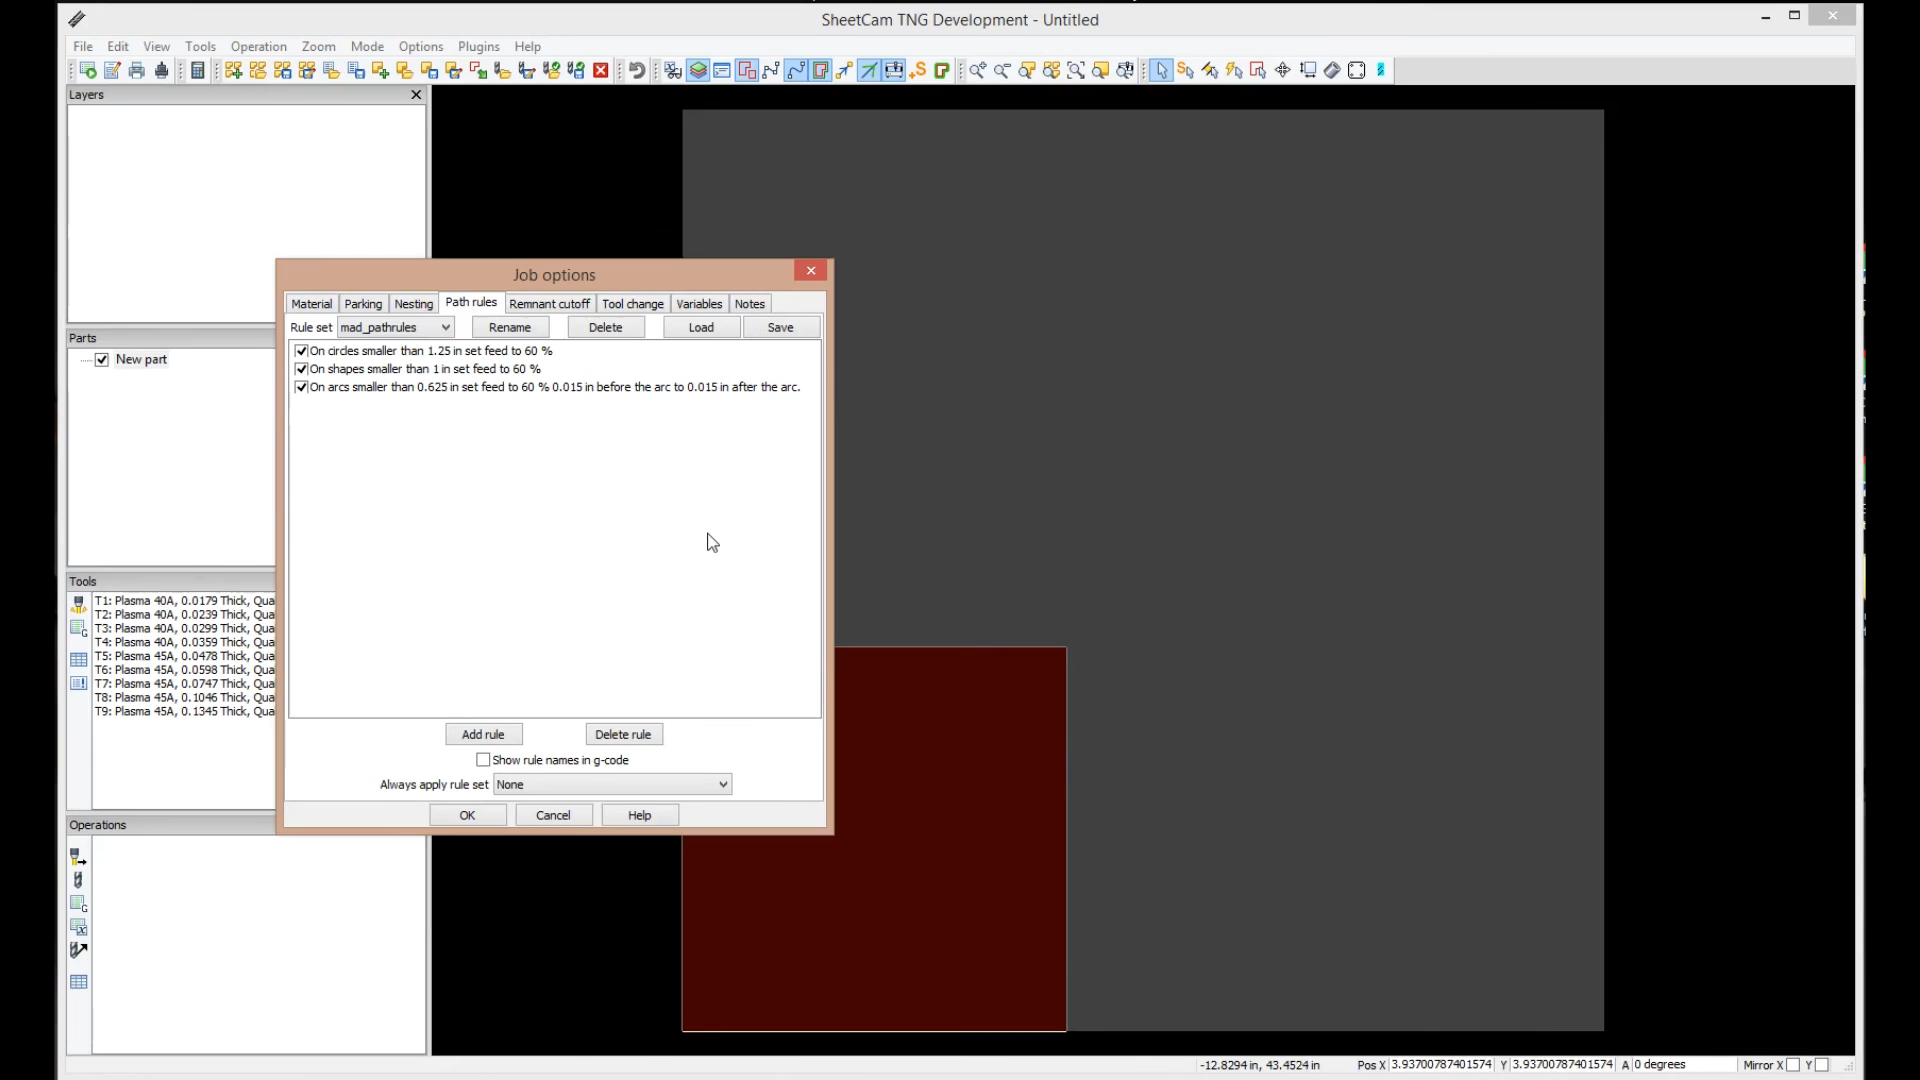 SheetCam TNG Development - Untitled
File Edit View Tools Operation Zoom Mode Options Plugins Help
Layers
Parts
New part
Tools
T1: Plasma 40A, 0.0179 Thick, Qua
T2: Plasma 40A, 0.0239 Thick, Qua
T3: Plasma 40A, 0.0299 Thick, Qua
T4: Plasma 40A, 0.0359 Thick, Qua
T5: Plasma 45A, 0.0478 Thick, Qua
T6: Plasma 45A, 0.0598 Thick, Qua
T7: Plasma 45A, 0.0747 Thick, Qua
T8: Plasma 45A, 0.1046 Thick, Qua
T9: Plasma 45A, 0.1345 Thick, Qua
Operations
Job options
Material Parking Nesting Path rules Remnant cutoff Tool change Variables Notes
Rule set mad_pathrules Rename Delete Load Save
On circles smaller than 1.25 in set feed to 60 %
On shapes smaller than 1 in set feed to 60 %
On arcs smaller than 0.625 in set feed to 60 % 0.015 in before the arc to 0.015 in after the arc.
Add rule Delete rule
Show rule names in g-code
Always apply rule set None
OK Cancel Help
-12.8294 in, 43.4524 in Pos X 3.93700787401574 Y 3.93700787401574 A 0 degrees Mirror X Y